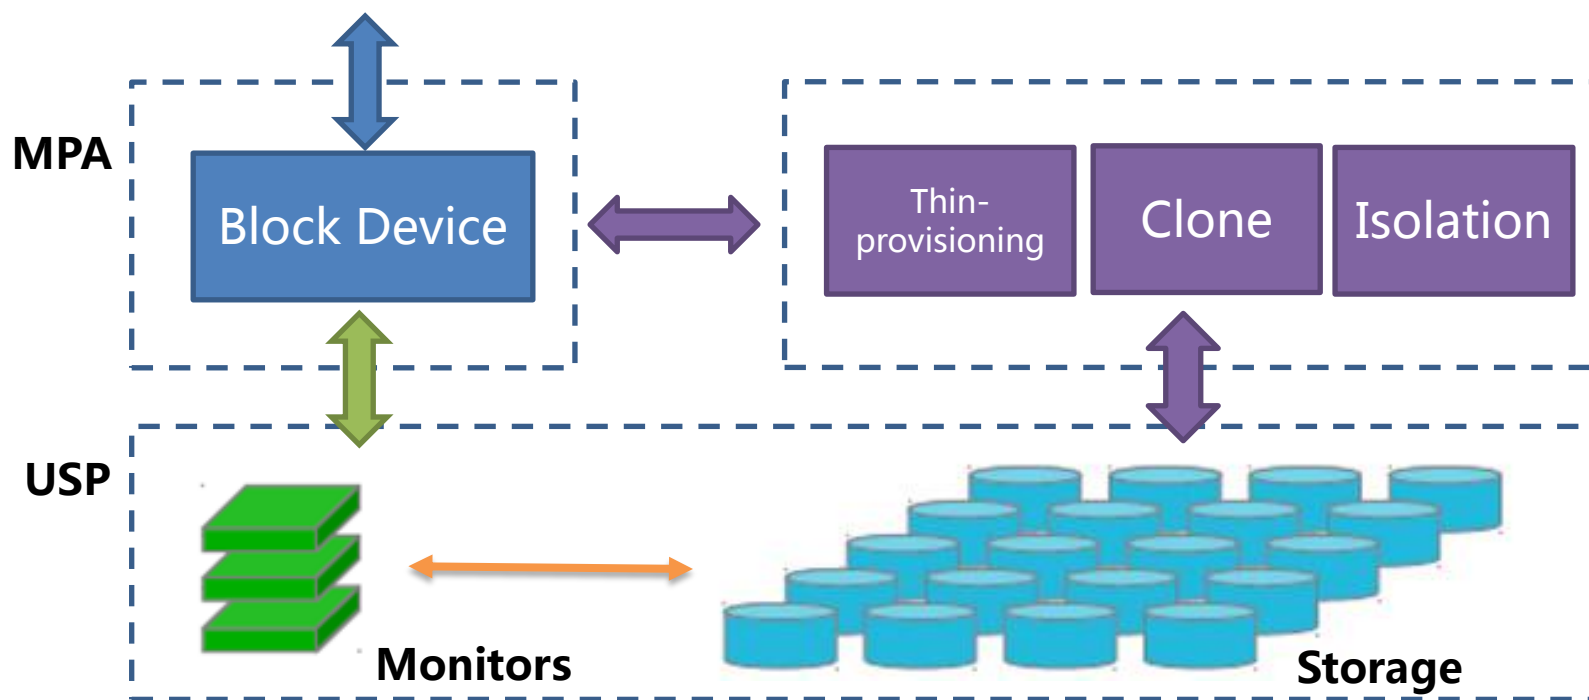 MPA
Block Device
Thin-
provisioning
Clone
Isolation
USP
Monitors
Storage